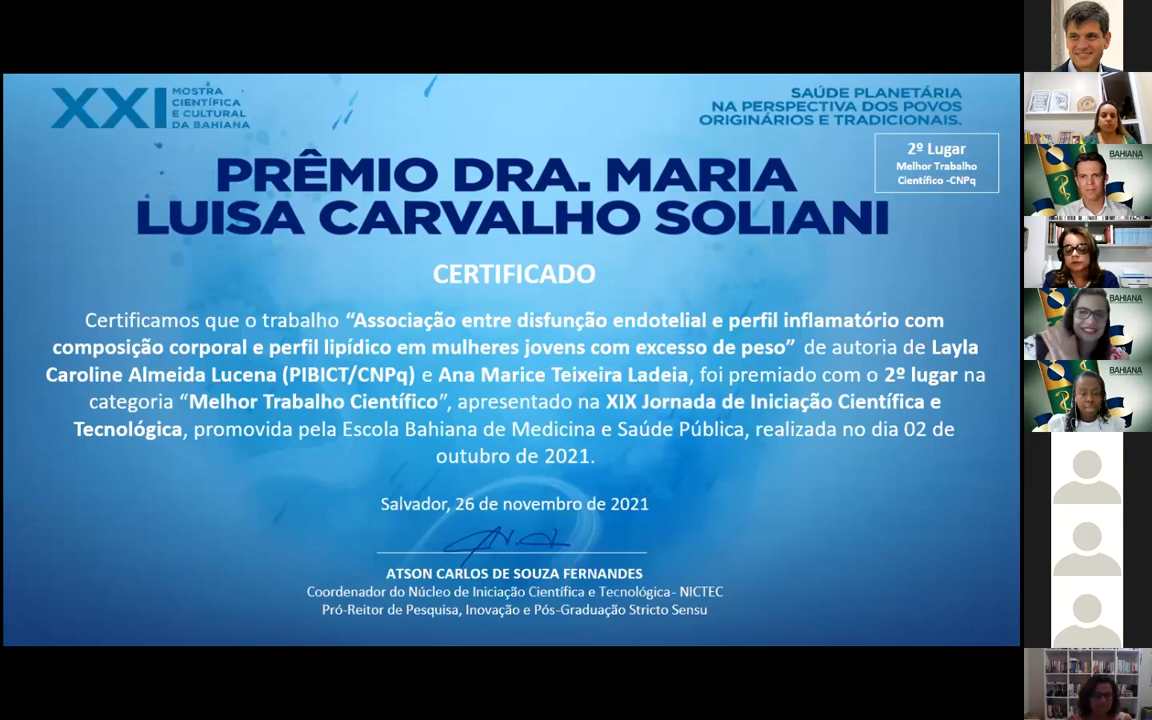 XXI MOSTRA
CIENTÍFICA
E CULTURAL
DA BAHIANA
SAÚDE PLANETÁRIA
NA PERSPECTIVA DOS POVOS
ORIGINÁRIOS E TRADICIONAIS.
2º Lugar
Melhor Trabalho
Científico -CNPq
PRÊMIO DRA. MARIA
LUISA CARVALHO SOLIANI
CERTIFICADO
Certificamos que o trabalho “Associação entre disfunção endotelial e perfil inflamatório com
composição corporal e perfil lipídico em mulheres jovens com excesso de peso” de autoria de Layla
Caroline Almeida Lucena (PIBICT/CNPq) e Ana Marice Teixeira Ladeia, foi premiado com o 2º lugar na
categoria “Melhor Trabalho Científico”, apresentado na XIX Jornada de Iniciação Científica e
Tecnológica, promovida pela Escola Bahiana de Medicina e Saúde Pública, realizada no dia 02 de
outubro de 2021.
Salvador, 26 de novembro de 2021
ATSON CARLOS DE SOUZA FERNANDES
Coordenador do Núcleo de Iniciação Científica e Tecnológica- NICTEC
Pró-Reitor de Pesquisa, Inovação e Pós-Graduação Stricto Sensu
BAHIANA
BAHIANA
BAHIANA